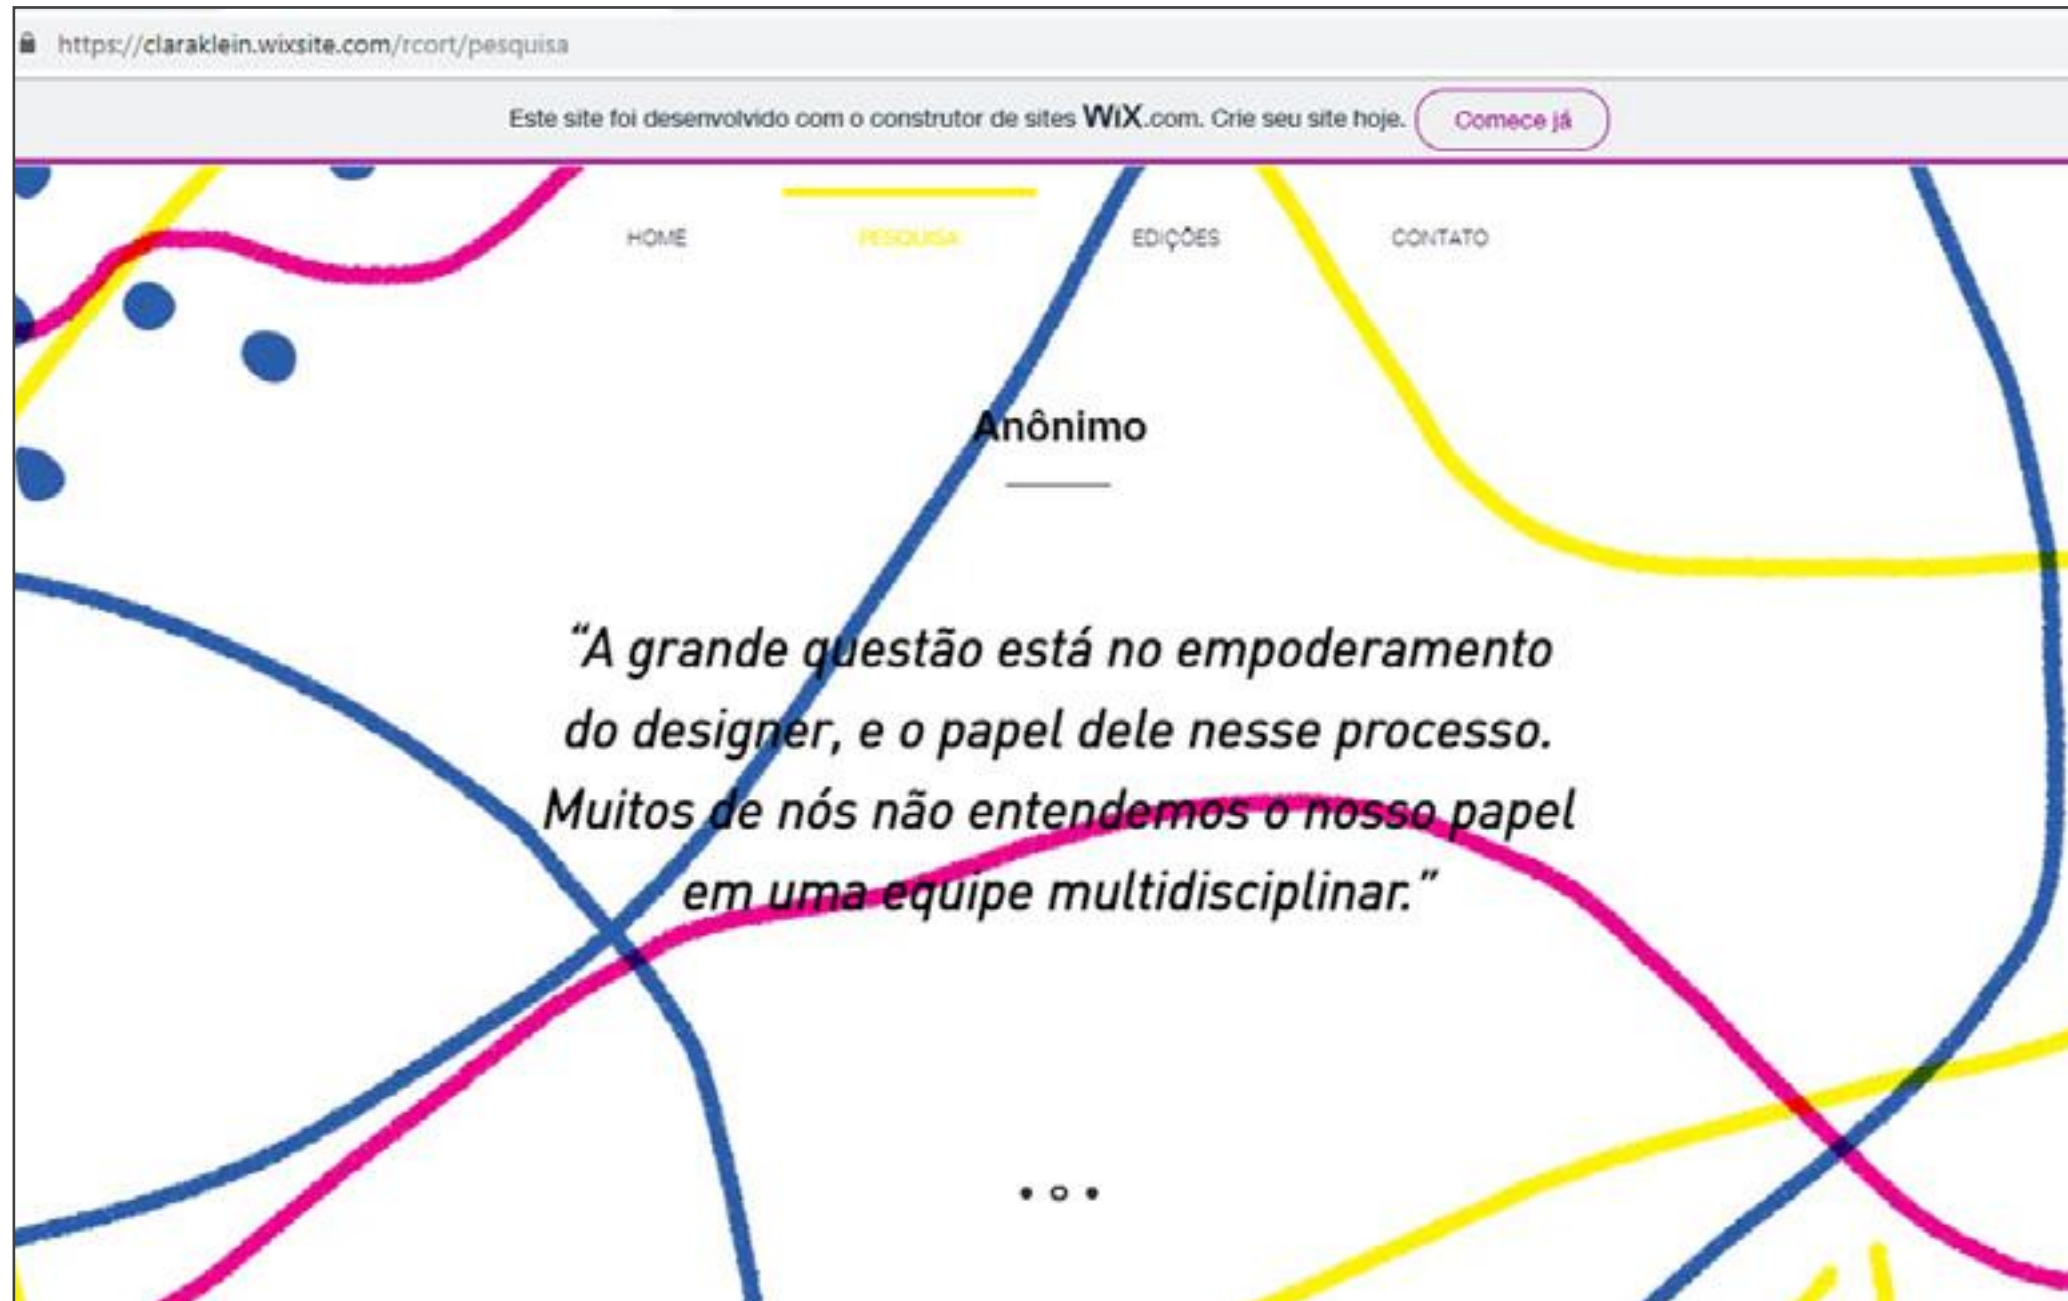 https://claraklein.wixsite.com/rcort/pesquisa
Este site foi desenvolvido com o construtor de sites WiX.com. Crie seu site hoje. Comece já
HOME PESQUISA EDIÇÕES CONTATO
Anônimo
“A grande questão está no empoderamento
do designer, e o papel dele nesse processo.
Muitos de nós não entendemos o nosso papel
em uma equipe multidisciplinar.”